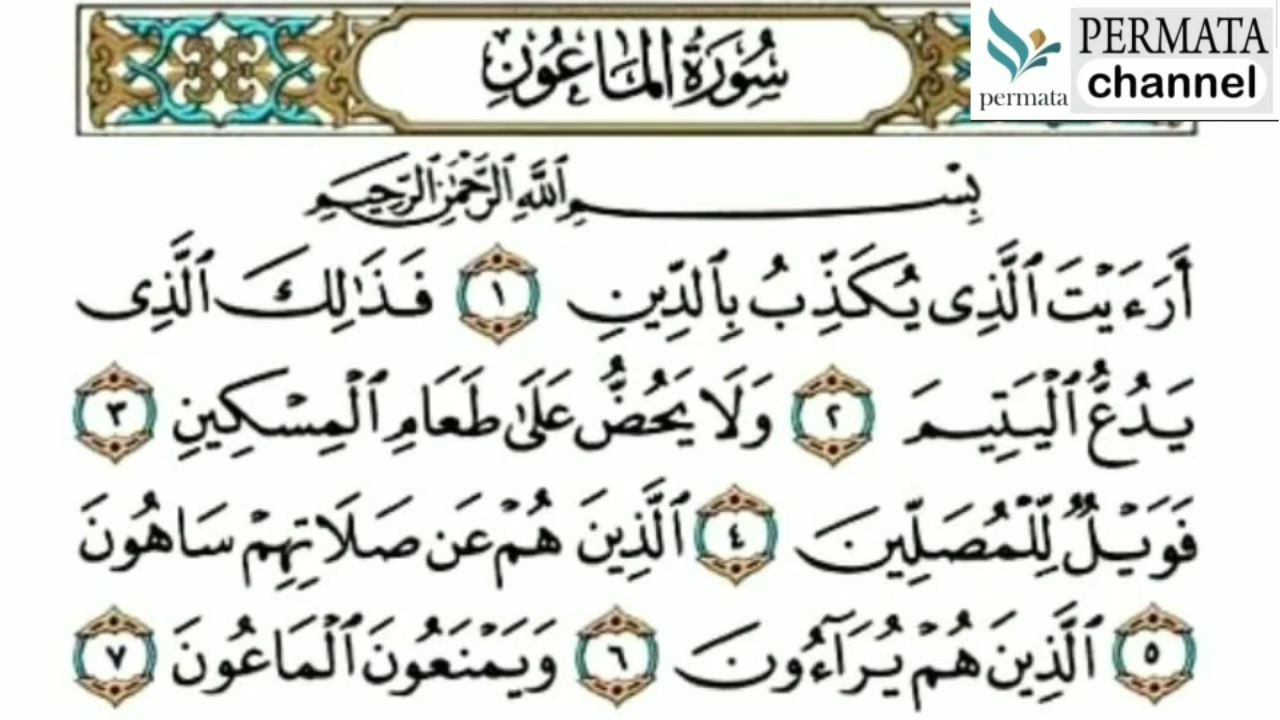 سُورَةُ المَاعُونِ
PERMATA
channel
permata
بِسْمِ ٱللَّهِ ٱلرَّحْمَٰنِ ٱلرَّحِيمِ
أَرَءَيْتَ ٱلَّذِى يُكَذِّبُ بِٱلدِّينِ ١ فَذَٰلِكَ ٱلَّذِى
يَدُعُّ ٱلْيَتِيمَ ٢ وَلَا يَحُضُّ عَلَىٰ طَعَامِ ٱلْمِسْكِينِ ٣
فَوَيْلٌ لِّلْمُصَلِّينَ ٤ ٱلَّذِينَ هُمْ عَن صَلَاتِهِمْ سَاهُونَ
٥ ٱلَّذِينَ هُمْ يُرَآءُونَ ٦ وَيَمْنَعُونَ ٱلْمَاعُونَ ٧